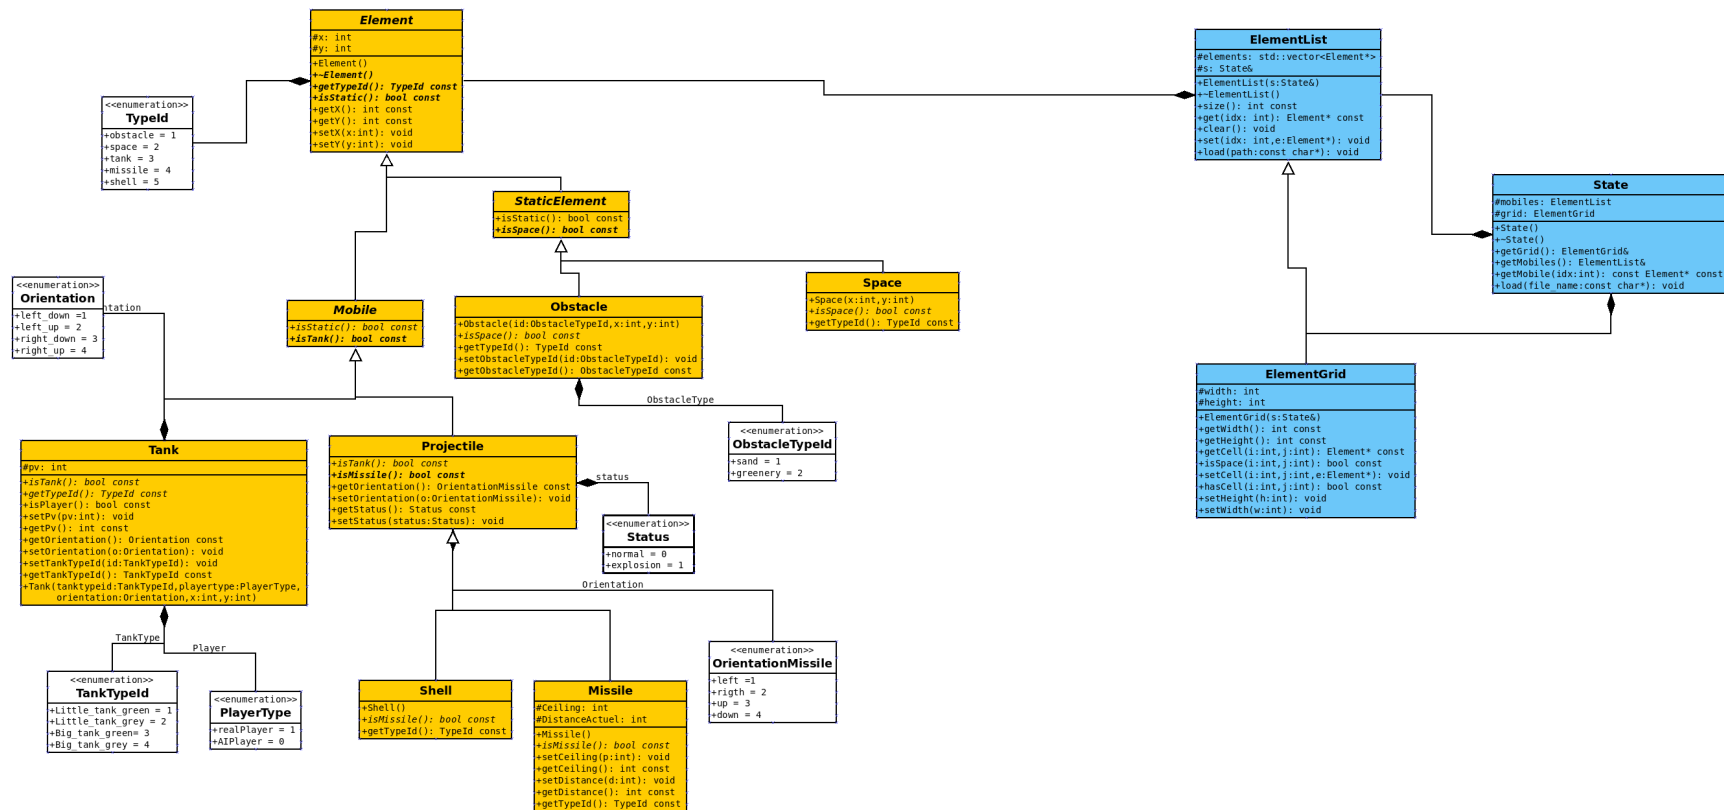 Element
#x: int
#y: int
+Element()
+~Element()
+getTypeId(): TypeId const
+isStatic(): bool const
+getX(): int const
+getY(): int const
+setX(x:int): void
+setY(y:int): void
<<enumeration>>
TypeId
+obstacle = 1
+space = 2
+tank = 3
+missile = 4
+shell = 5
ElementList
#elements: std::vector<Element*>
#s: State&
+ElementList(s:State&)
+~ElementList()
+size(): int const
+get(idx: int): Element* const
+clear(): void
+set(idx: int,e:Element*): void
+load(path:const char*): void
State
#mobiles: ElementList
#grid: ElementGrid
+State()
+~State()
+getGrid(): ElementGrid&
+getMobiles(): ElementList&
+getMobile(idx:int): const Element* const
+load(file_name:const char*): void
StaticElement
+isStatic(): bool const
+isSpace(): bool const
Space
+Space(x:int,y:int)
+isSpace(): bool const
+getTypeId(): TypeId const
<<enumeration>>
Orientation
+left_down =1
+left_up = 2
+right_down = 3
+right_up = 4
ntation
Mobile
+isStatic(): bool const
+isTank(): bool const
Obstacle
+Obstacle(id:ObstacleTypeId,x:int,y:int)
+isSpace(): bool const
+getTypeId(): TypeId const
+setObstacleTypeId(id:ObstacleTypeId): void
+getObstacleTypeId(): ObstacleTypeId const
ObstacleType
<<enumeration>>
ObstacleTypeId
+sand = 1
+greenery = 2
ElementGrid
#width: int
#height: int
+ElementGrid(s:State&)
+getWidth(): int const
+getHeight(): int const
+getCell(i:int,j:int): Element* const
+isSpace(i:int,j:int): bool const
+setCell(i:int,j:int,e:Element*): void
+hasCell(i:int,j:int): bool const
+setHeight(h:int): void
+setWidth(w:int): void
Tank
#pv: int
+isTank(): bool const
+getTypeId(): TypeId const
+isPlayer(): bool const
+setPv(pv:int): void
+getPv(): int const
+getOrientation(): Orientation const
+setOrientation(o:Orientation): void
+setTankTypeId(id:TankTypeId): void
+getTankTypeId(): TankTypeId const
+Tank(tanktypeid:TankTypeId,playertype:PlayerType,
orientation:Orientation,x:int,y:int)
Projectile
+isTank(): bool const
+isMissile(): bool const
+getOrientation(): OrientationMissile const
+setOrientation(o:OrientationMissile): void
+getStatus(): Status const
+setStatus(status:Status): void
status
<<enumeration>>
Status
+normal = 0
+explosion = 1
Orientation
TankType
Player
<<enumeration>>
TankTypeId
+Little_tank_green = 1
+Little_tank_grey = 2
+Big_tank_green= 3
+Big_tank_grey = 4
<<enumeration>>
PlayerType
+realPlayer = 1
+AIPlayer = 0
Shell
+Shell()
+isMissile(): bool const
+getTypeId(): TypeId const
Missile
#Ceiling: int
#DistanceActuel: int
+Missile()
+isMissile(): bool const
+setCeiling(p:int): void
+getCeiling(): int const
+setDistance(d:int): void
+getDistance(): int const
+getTypeId(): TypeId const
<<enumeration>>
OrientationMissile
+left =1
+rigth = 2
+up = 3
+down = 4